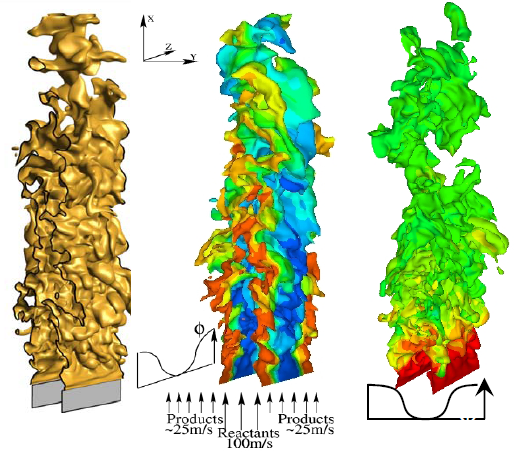 X
Z
Y
ϕ
Products
~25m/s
Reactants
100m/s
Products
~25m/s